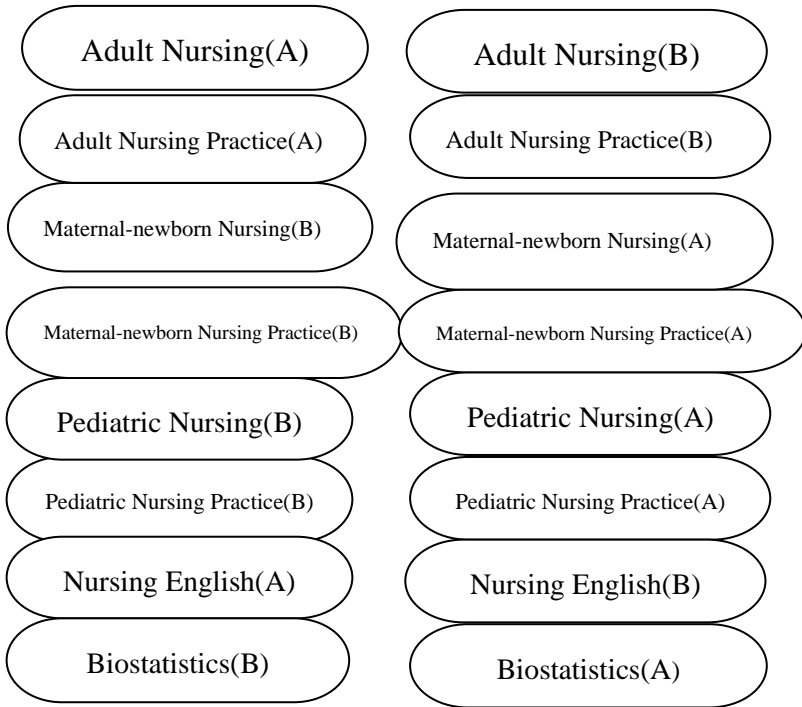 Adult Nursing(A)
Adult Nursing(B)
Adult Nursing Practice(A)
Adult Nursing Practice(B)
Maternal-newborn Nursing(B)
Maternal-newborn Nursing(A)
Maternal-newborn Nursing Practice(B)
Maternal-newborn Nursing Practice(A)
Pediatric Nursing(B)
Pediatric Nursing(A)
Pediatric Nursing Practice(B)
Pediatric Nursing Practice(A)
Nursing English(A)
Nursing English(B)
Biostatistics(B)
Biostatistics(A)